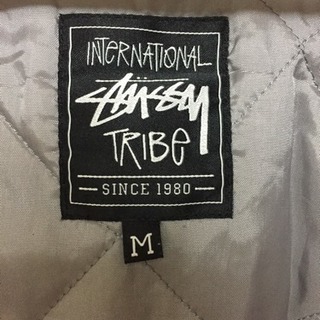 INTERNATIONAL
STÜSSY
TRIBE
SINCE 1980
M